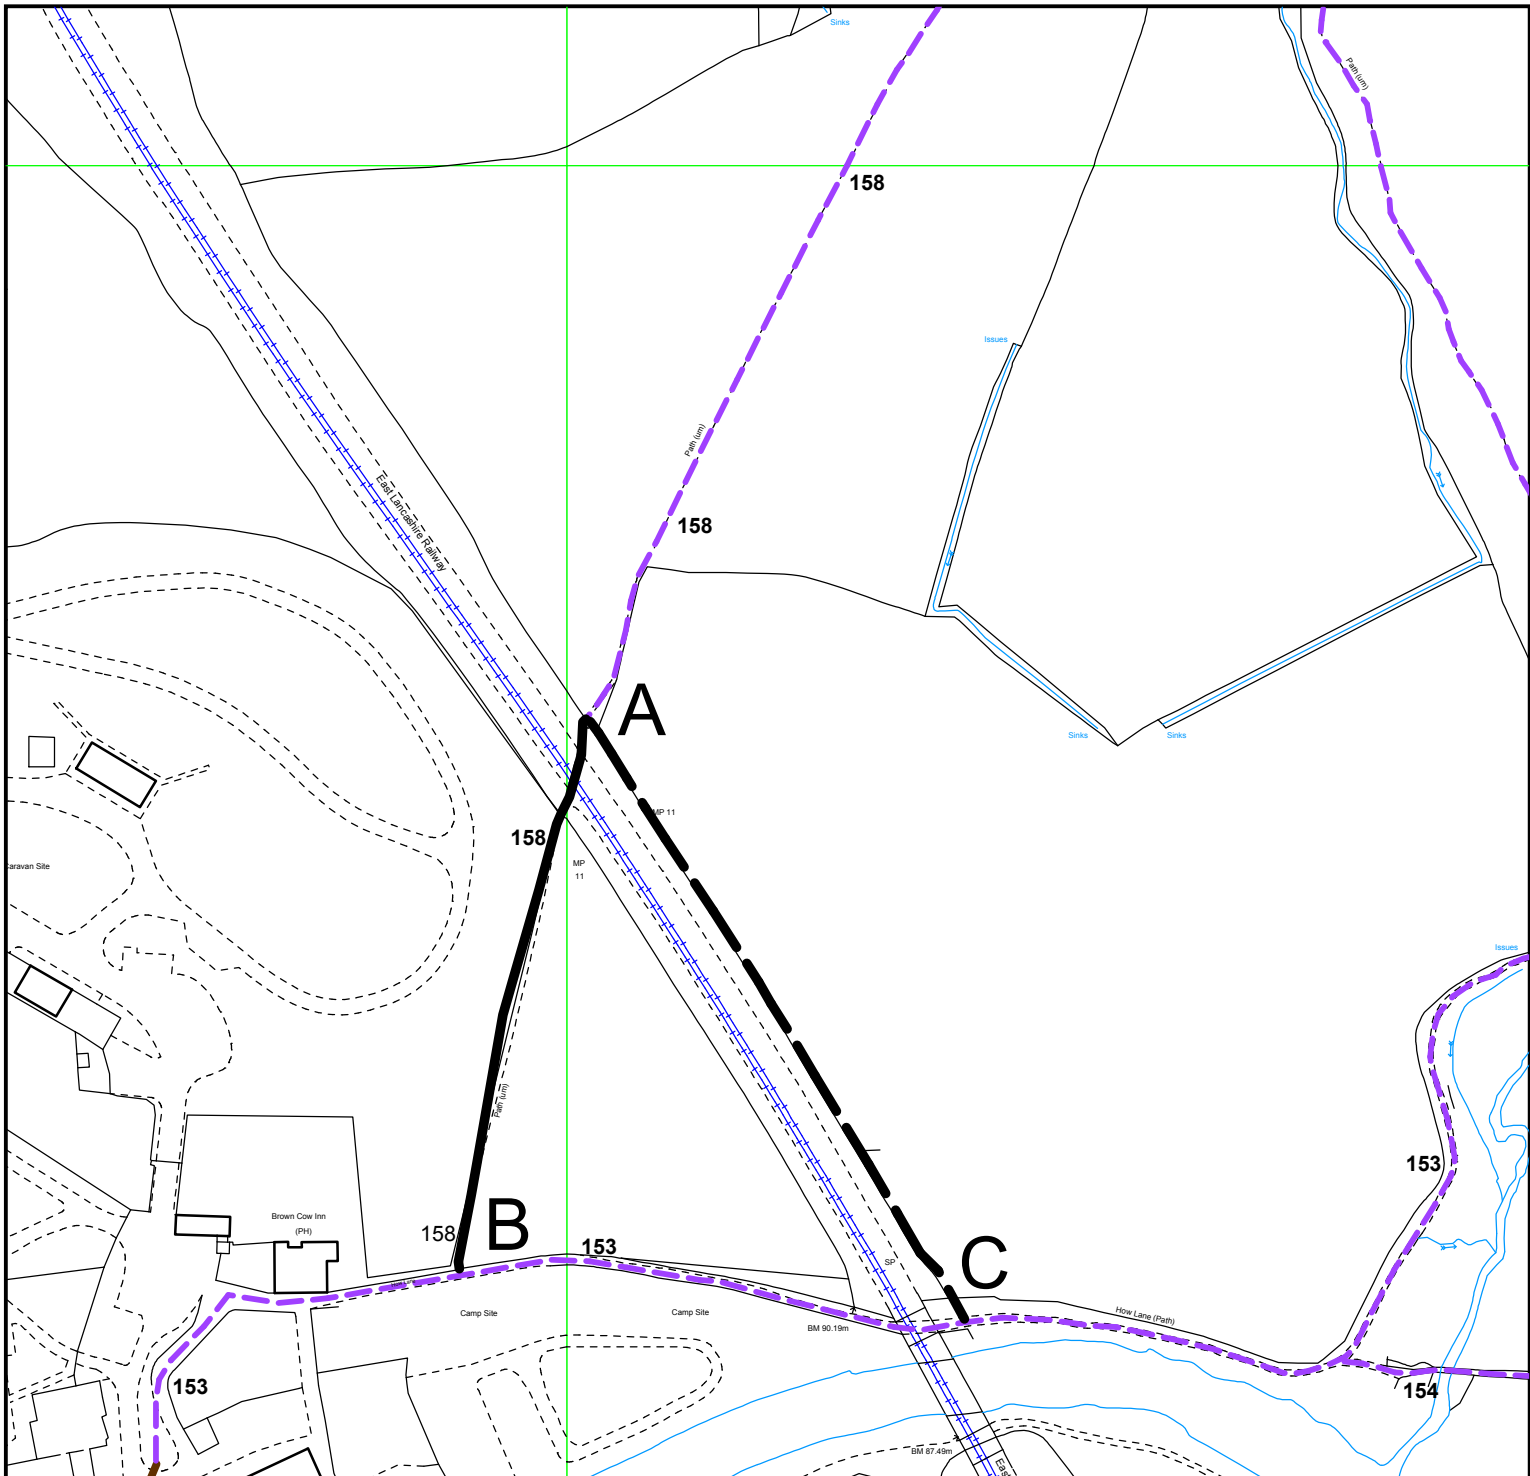 Sinks
Path (um)
158
Issues
East Lancashire Railway
Path (um)
158
A
Sinks
Sinks
MP 11
158
MP
11
Caravan Site
Issues
Path (um)
153
B
158
Brown Cow Inn
(PH)
153
C
SP
How Lane (Path)
Camp Site
Camp Site
BM 90.19m
153
154
BM 87.49m
East